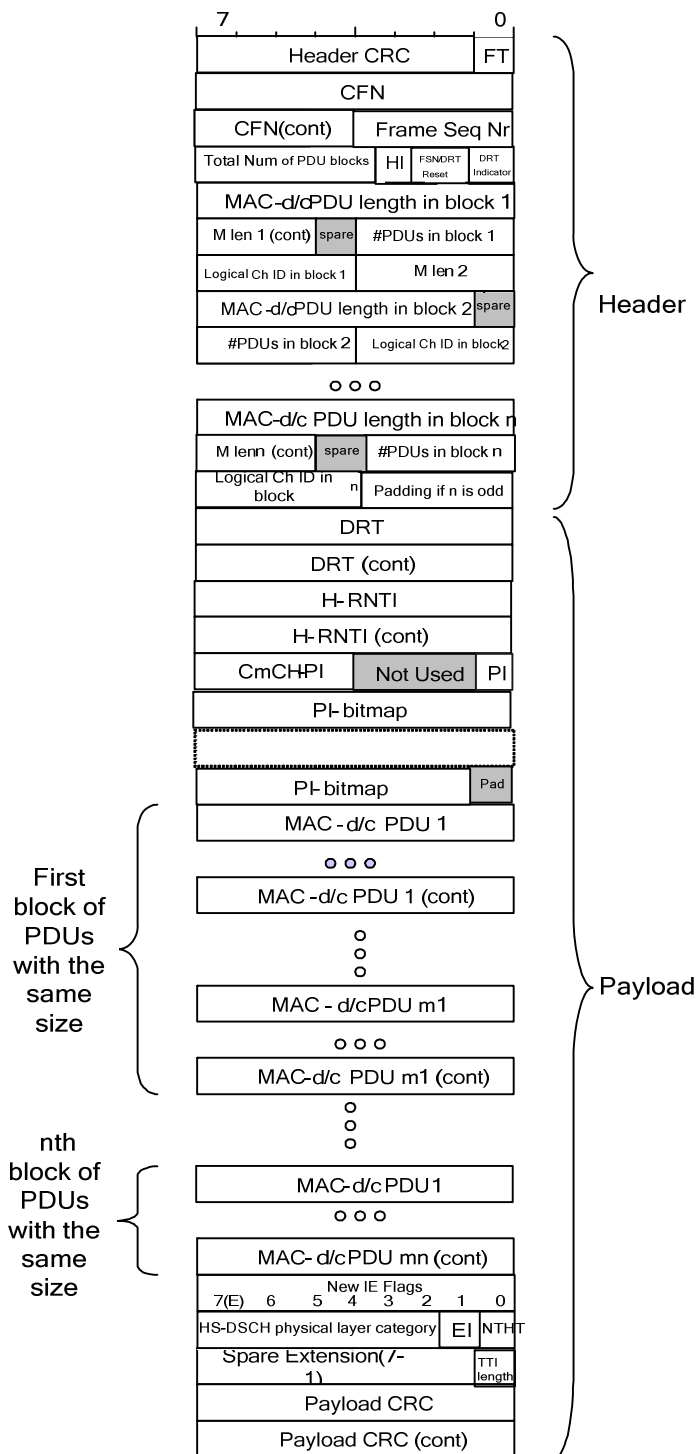 7 0
Header CRC FT
CFN
CFN(cont) Frame Seq Nr
Total Num of PDU blocks HI FSN/DRT Reset DRT Indicator
MAC-d/cPDU length in block 1
M len 1 (cont) spare #PDUs in block 1
Logical Ch ID in block 1 M len 2
MAC-d/cPDU length in block 2 spare
#PDUs in block 2 Logical Ch ID in block2
Header
MAC-d/c PDU length in block n
M lenn (cont) spare #PDUs in block n
Logical Ch ID in block n Padding if n is odd
DRT
DRT (cont)
H-RNTI
H-RNTI (cont)
CmCH-PI Not Used PI
PI-bitmap
PI-bitmap Pad
MAC-d/c PDU 1
First
block of
PDUs
with the
same
size
MAC-d/c PDU 1 (cont)
MAC-d/cPDU m1
Payload
MAC-d/c PDU m1 (cont)
nth
block of
PDUs
with the
same
size
MAC-d/cPDU1
MAC-d/cPDU mn (cont)
New IE Flags
7(E) 6 5 4 3 2 1 0
HS-DSCH physical layer category EI NTHT
Spare Extension(7-1) TTI length
Payload CRC
Payload CRC (cont)